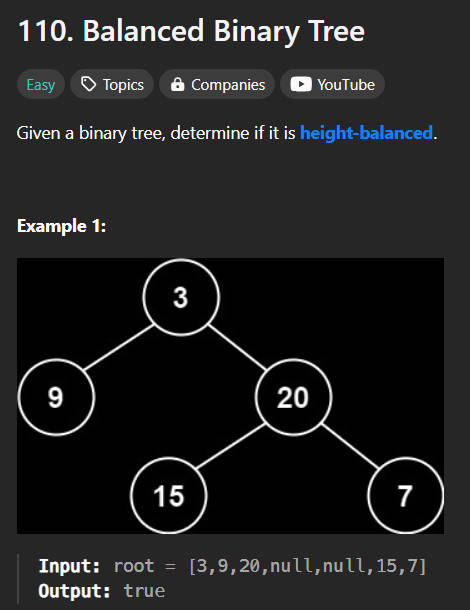 110. Balanced Binary Tree
Easy Topics Companies YouTube
Given a binary tree, determine if it is height-balanced.
Example 1:
3
9 20
15 7
Input: root = [3,9,20,null,null,15,7]
Output: true